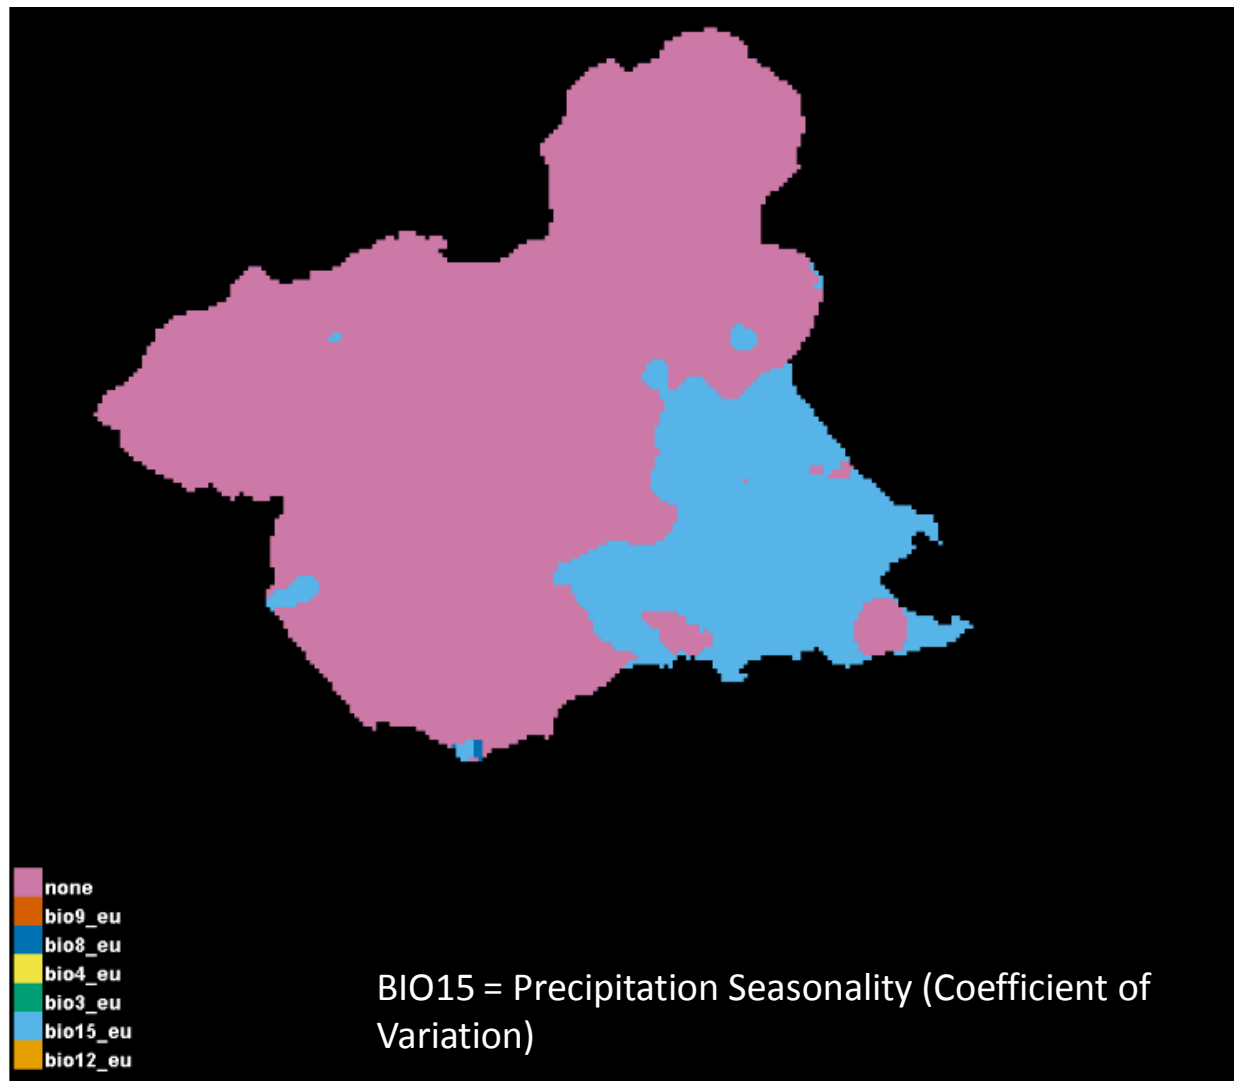 none
bio9_eu
bio8_eu
bio4_eu
bio3_eu
bio15_eu
bio12_eu
BIO15 = Precipitation Seasonality (Coefficient of
Variation)